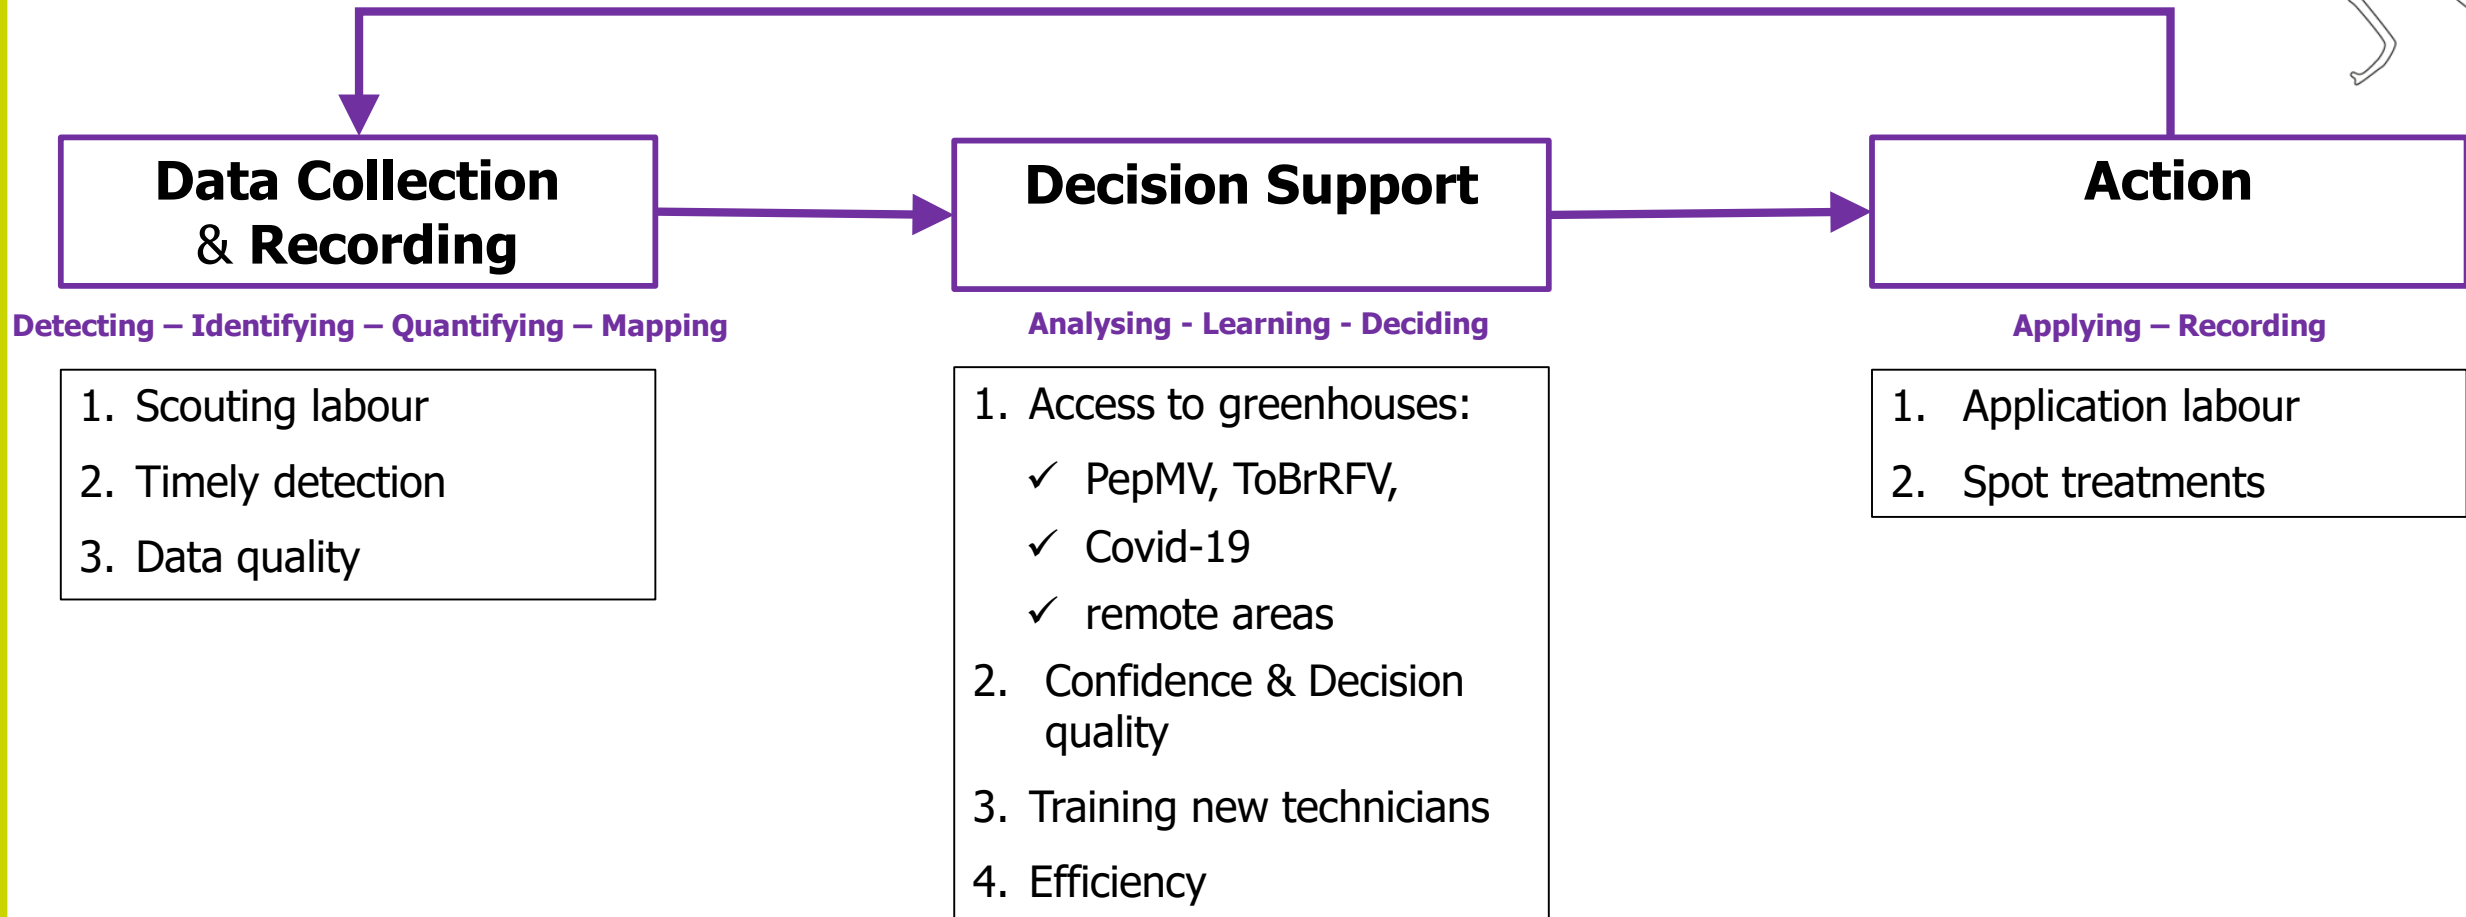 Data Collection
& Recording
Detecting – Identifying – Quantifying – Mapping
1. Scouting labour
2. Timely detection
3. Data quality
Decision Support
Analysing - Learning - Deciding
1. Access to greenhouses:
✓ PepMV, ToBrRFV,
✓ Covid-19
✓ remote areas
2. Confidence & Decision
quality
3. Training new technicians
4. Efficiency
Action
Applying – Recording
1. Application labour
2. Spot treatments